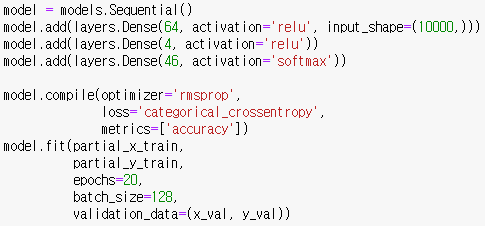 model = models.Sequential()
model.add(layers.Dense(64, activation='relu', input_shape=(10000,)))
model.add(layers.Dense(4, activation='relu'))
model.add(layers.Dense(46, activation='softmax'))

model.compile(optimizer='rmsprop',
              loss='categorical_crossentropy',
              metrics=['accuracy'])
model.fit(partial_x_train,
          partial_y_train,
          epochs=20,
          batch_size=128,
          validation_data=(x_val, y_val))